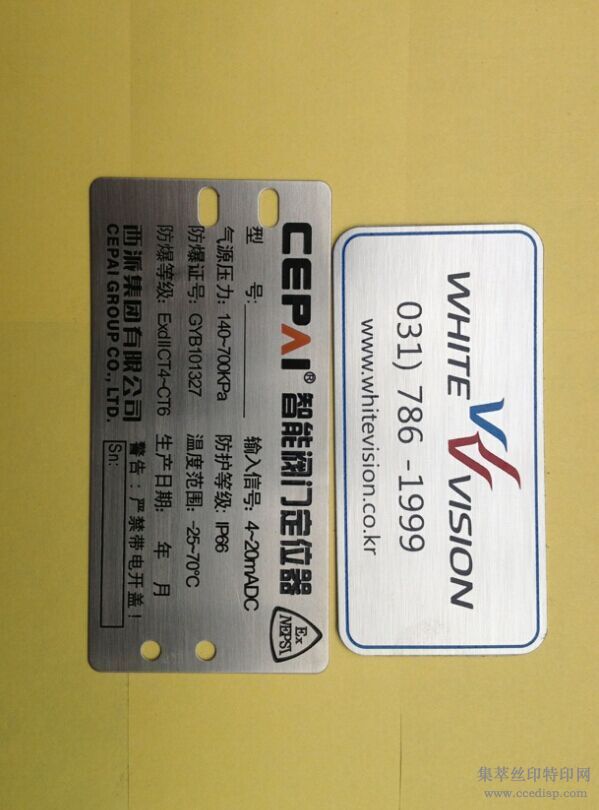 CEPAI® 智能阀门定位器
型 号:
输入信号: 4~20mADC
气源压力: 140~700KPa
防护等级: IP66
防爆证号: GYB101327
温度范围: -25~70°C
防爆等级: ExdIICT4~CT6
生产日期: 年 月
西派集团有限公司
CEPAI GROUP CO., LTD.
警告: 严禁带电开盖!
Sn:
Ex
NEPSI
WHITE VISION
031) 786 -1999
www.whitevision.co.kr
集萃丝印特印网
www.ccedisp.com